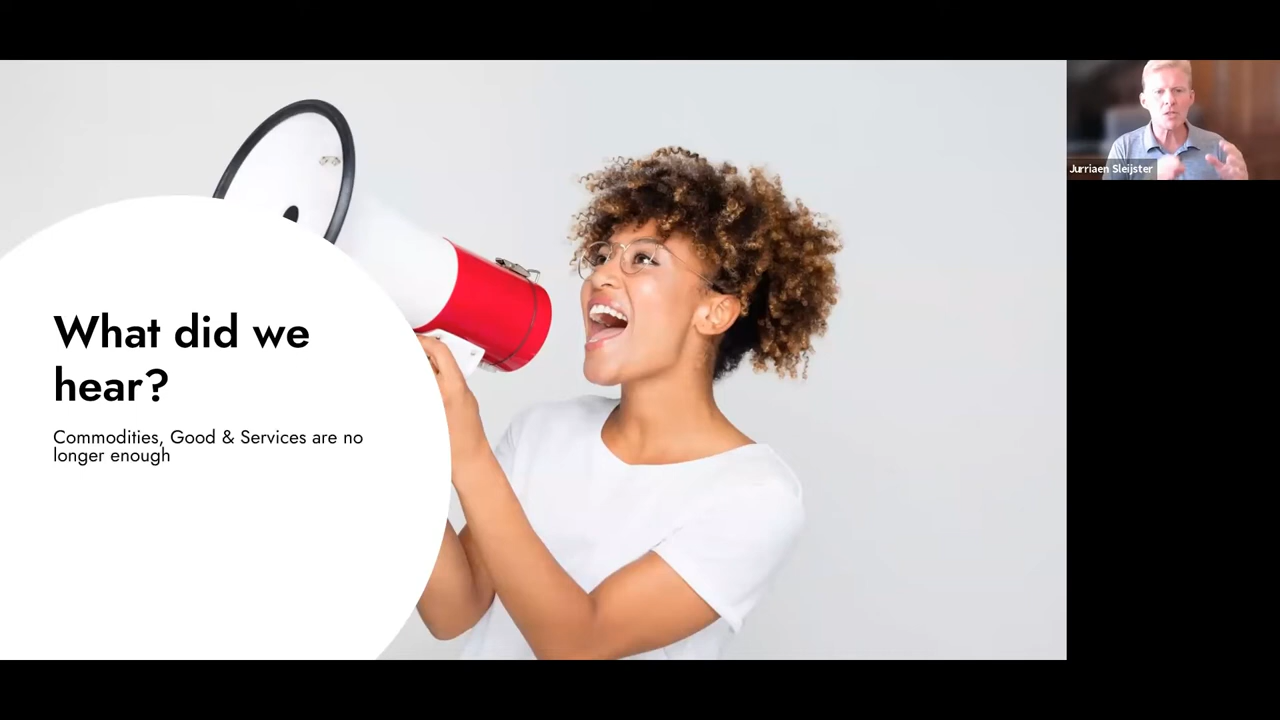 What did we
hear?
Commodities, Good & Services are no
longer enough
Jurriaen Sleijster